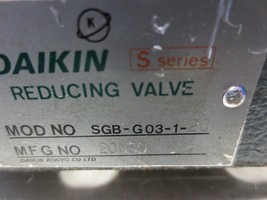 K
DAIKIN S series
REDUCING VALVE
MOD NO SGB-G03-1-
MFG NO
DAIKIN KOGYO CO LTD